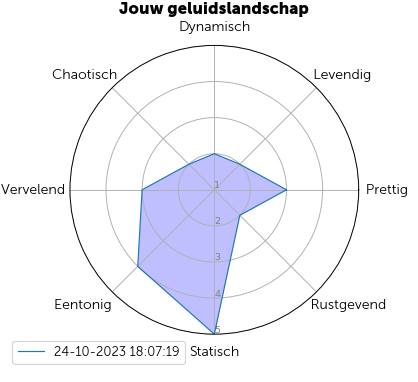 Jouw geluidslandschap
Dynamisch
Chaotisch
Levendig
Vervelend
Prettig
1
2
3
4
5
Eentonig
Rustgevend
Statisch
24-10-2023 18:07:19